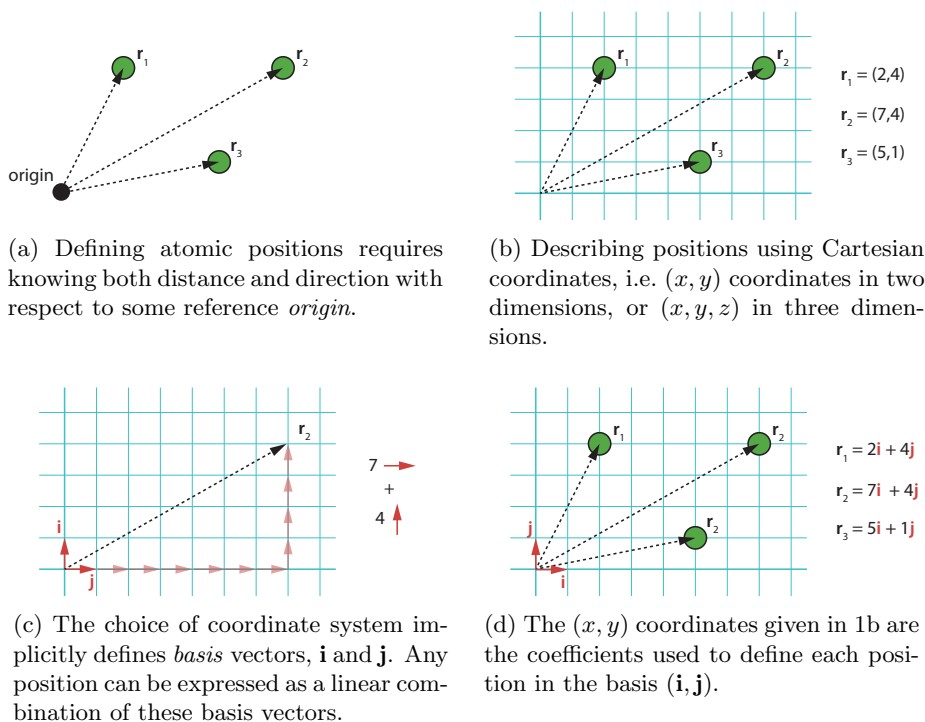 r1
r2
r3
origin
(a) Defining atomic positions requires
knowing both distance and direction with
respect to some reference origin.
r1
r2
r3
r1 = (2,4)
r2 = (7,4)
r3 = (5,1)
(b) Describing positions using Cartesian
coordinates, i.e. (x, y) coordinates in two
dimensions, or (x, y, z) in three dimen-
sions.
r2
i
j
7
+
4
(c) The choice of coordinate system im-
plicitly defines basis vectors, i and j. Any
position can be expressed as a linear com-
bination of these basis vectors.
r1
r2
r2
j
i
r1 = 2i + 4j
r2 = 7i + 4j
r3 = 5i + 1j
(d) The (x, y) coordinates given in 1b are
the coefficients used to define each posi-
tion in the basis (i, j).